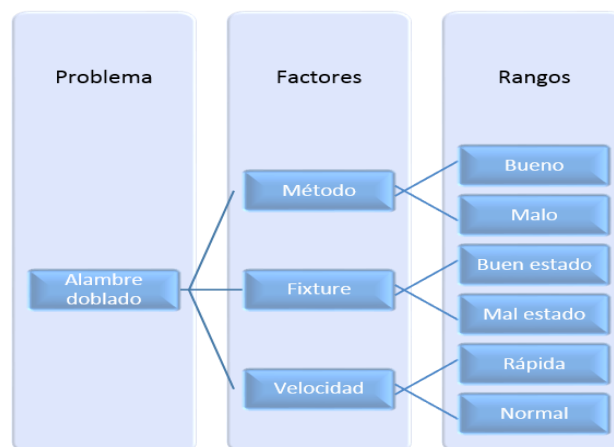 Problema
Factores
Rangos
Bueno
Método
Malo
Buen estado
Alambre
doblado
Fixture
Mal estado
Rápida
Velocidad
Normal